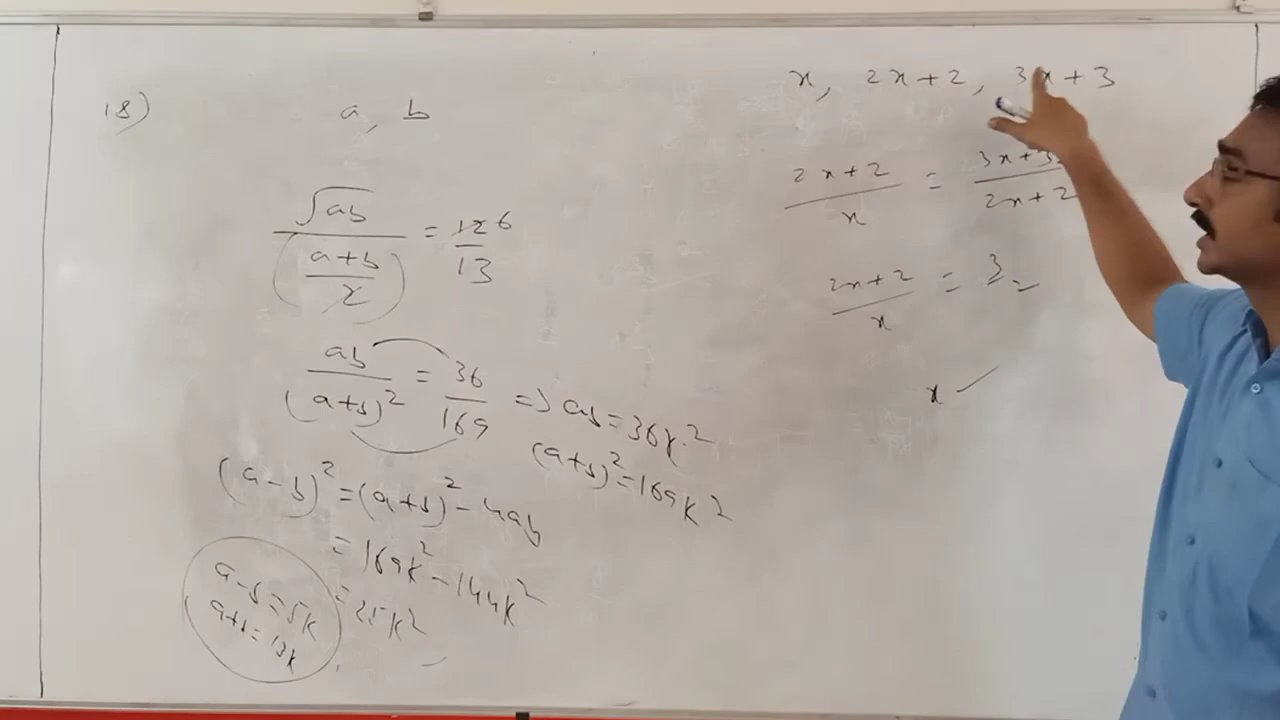 18)
a, b
√ab / (a+b / 2) = 12 6 / 13
ab / (a+b)² = 36 / 169 => ab = 36k²
(a+b)² = 169k²
(a-b)² = (a+b)² - 4ab
= 169k² - 144k²
= 25k²
a-b = 5k
a+b = 13k
x, 2x+2, 3x+3
2x+2 / x = 3x+3 / 2x+2
2x+2 / x = 3 / 2
x ✓